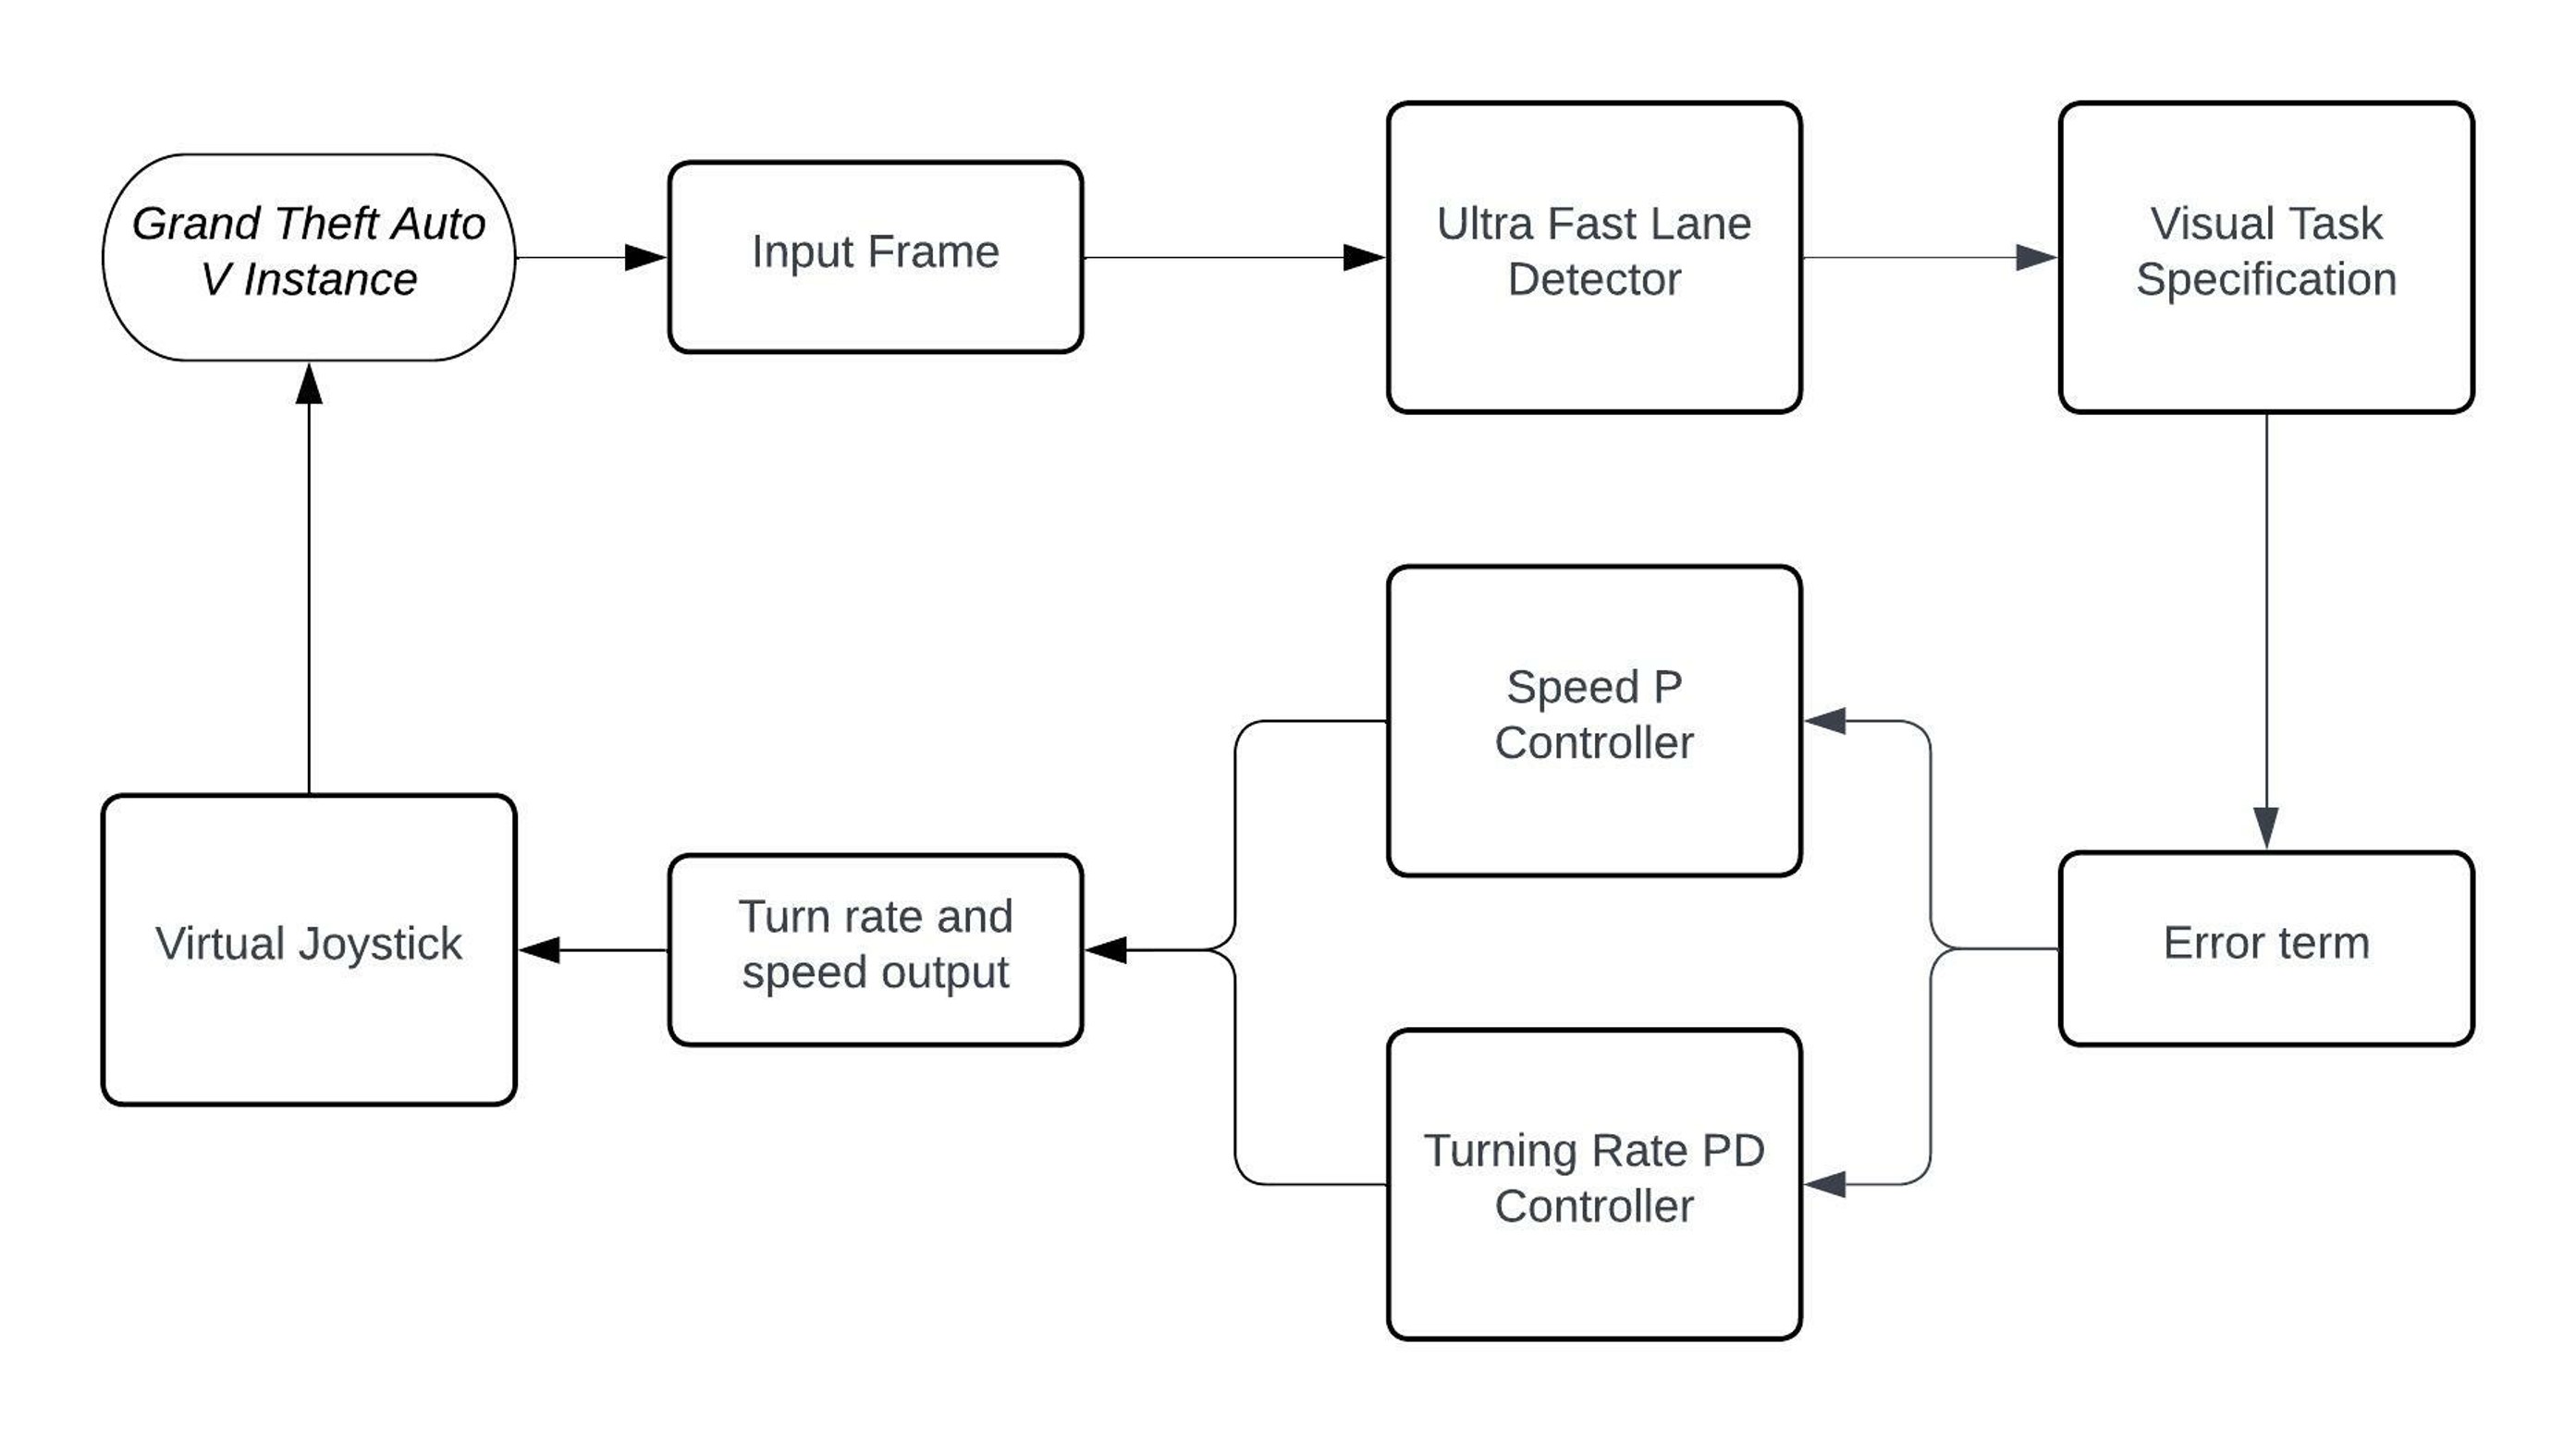 Grand Theft Auto
V Instance
Input Frame
Ultra Fast Lane
Detector
Visual Task
Specification
Speed P
Controller
Virtual Joystick
Turn rate and
speed output
Error term
Turning Rate PD
Controller